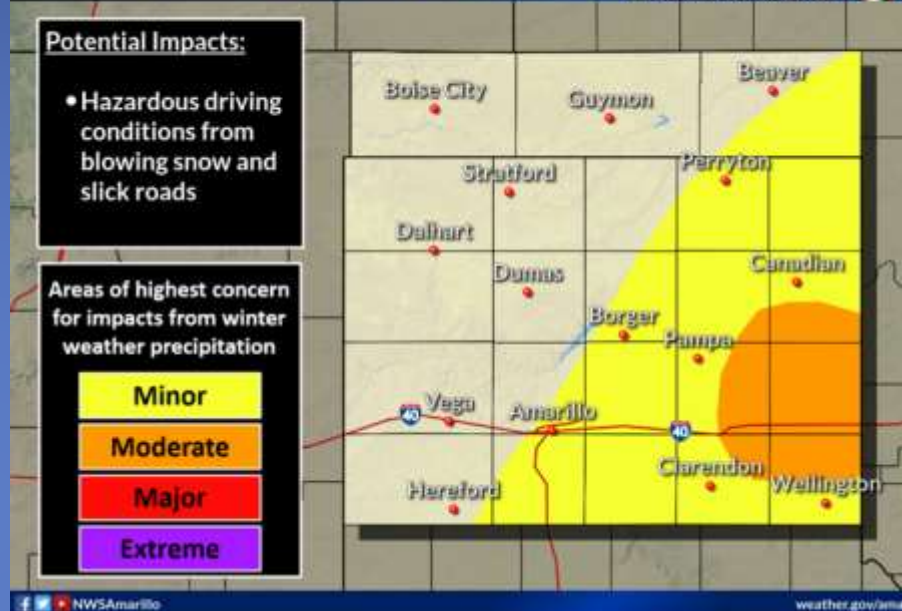 Potential Impacts:
• Hazardous driving
conditions from
blowing snow and
slick roads
Areas of highest concern
for impacts from winter
weather precipitation
Minor
Moderate
Major
Extreme
Boise City
Guymon
Beaver
Stratford
Perryton
Dalhart
Dumas
Canadian
Borger
Pampa
40
Vega
Amarillo
40
Hereford
Clarendon
Wellington
NWSAmarillo
weather.gov/ama